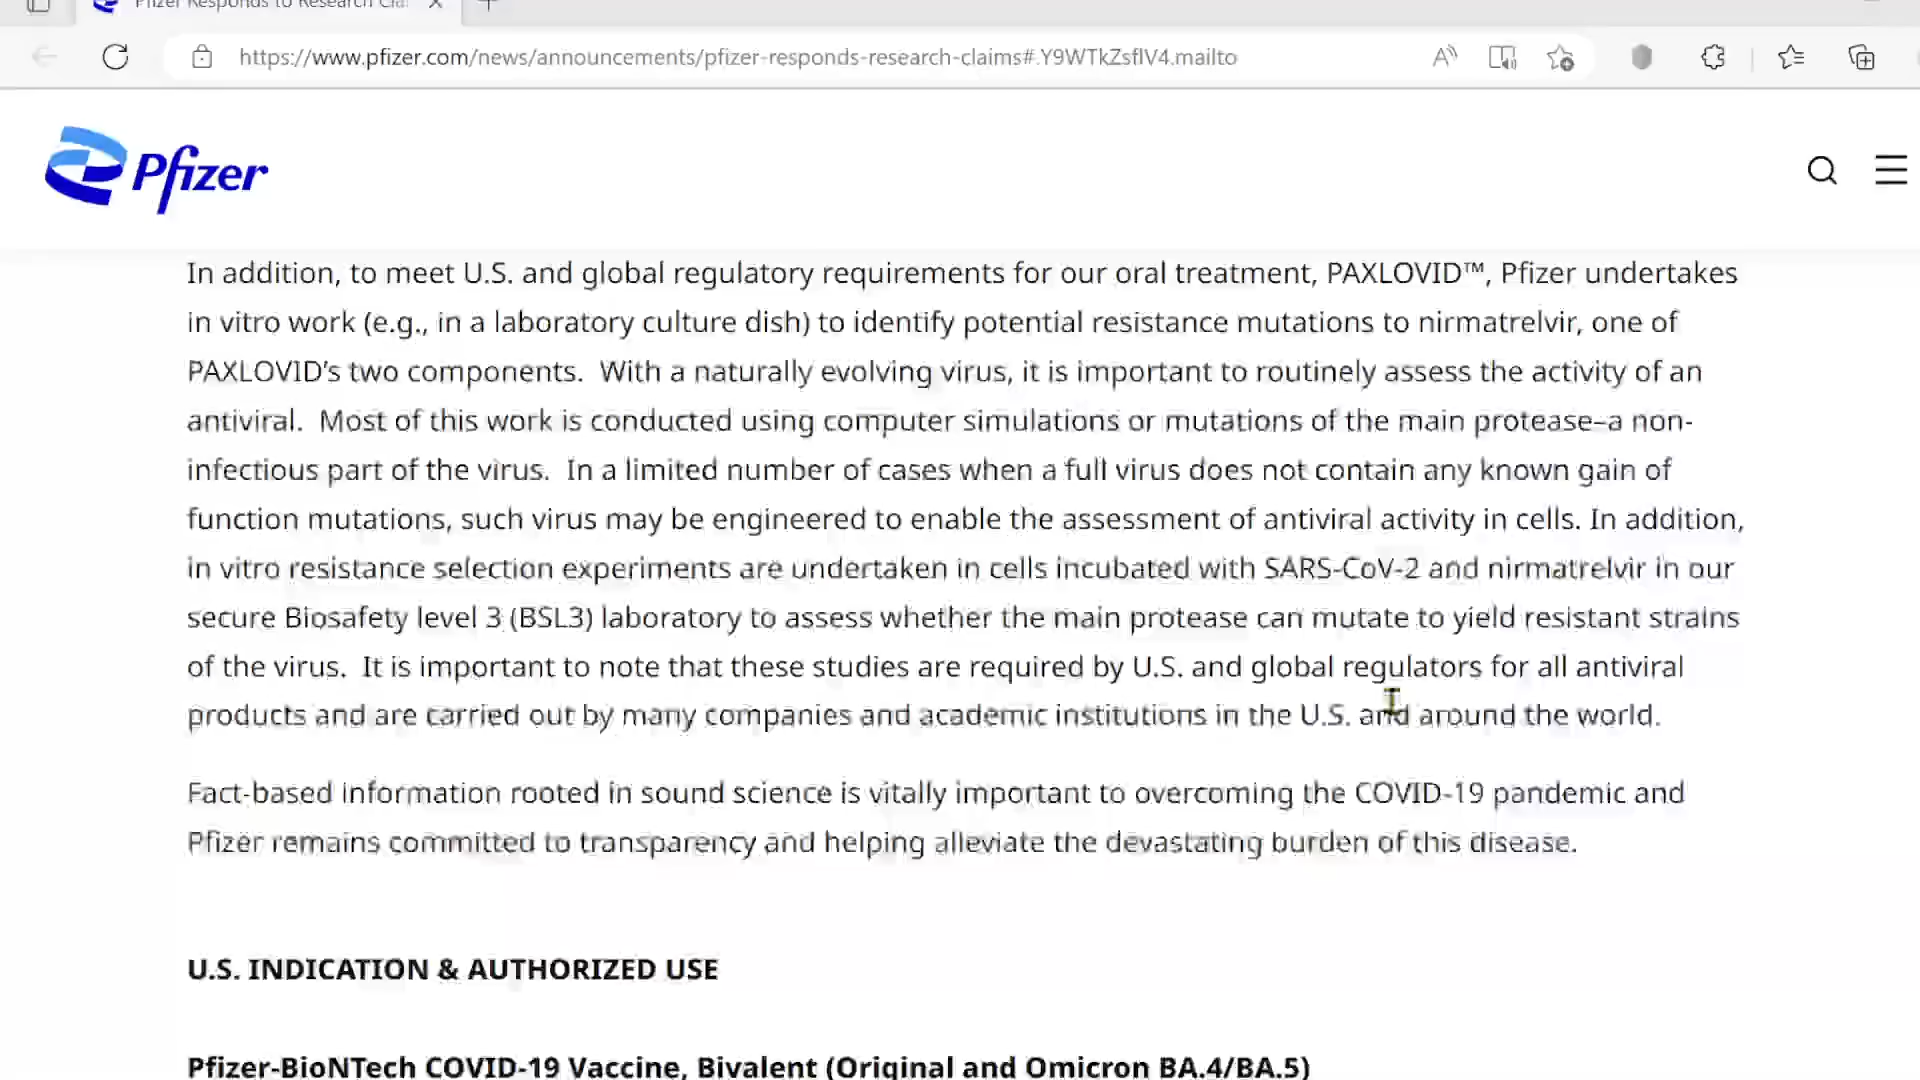 Pfizer Responds to Research Cla
https://www.pfizer.com/news/announcements/pfizer-responds-research-claims#.Y9WTkZsflV4.mailto
Pfizer
In addition, to meet U.S. and global regulatory requirements for our oral treatment, PAXLOVID™, Pfizer undertakes
in vitro work (e.g., in a laboratory culture dish) to identify potential resistance mutations to nirmatrelvir, one of
PAXLOVID's two components.  With a naturally evolving virus, it is important to routinely assess the activity of an
antiviral.  Most of this work is conducted using computer simulations or mutations of the main protease–a non-
infectious part of the virus.  In a limited number of cases when a full virus does not contain any known gain of
function mutations, such virus may be engineered to enable the assessment of antiviral activity in cells. In addition,
in vitro resistance selection experiments are undertaken in cells incubated with SARS-CoV-2 and nirmatrelvir in our
secure Biosafety level 3 (BSL3) laboratory to assess whether the main protease can mutate to yield resistant strains
of the virus.  It is important to note that these studies are required by U.S. and global regulators for all antiviral
products and are carried out by many companies and academic institutions in the U.S. and around the world.
Fact-based information rooted in sound science is vitally important to overcoming the COVID-19 pandemic and
Pfizer remains committed to transparency and helping alleviate the devastating burden of this disease.
U.S. INDICATION & AUTHORIZED USE
Pfizer-BioNTech COVID-19 Vaccine, Bivalent (Original and Omicron BA.4/BA.5)